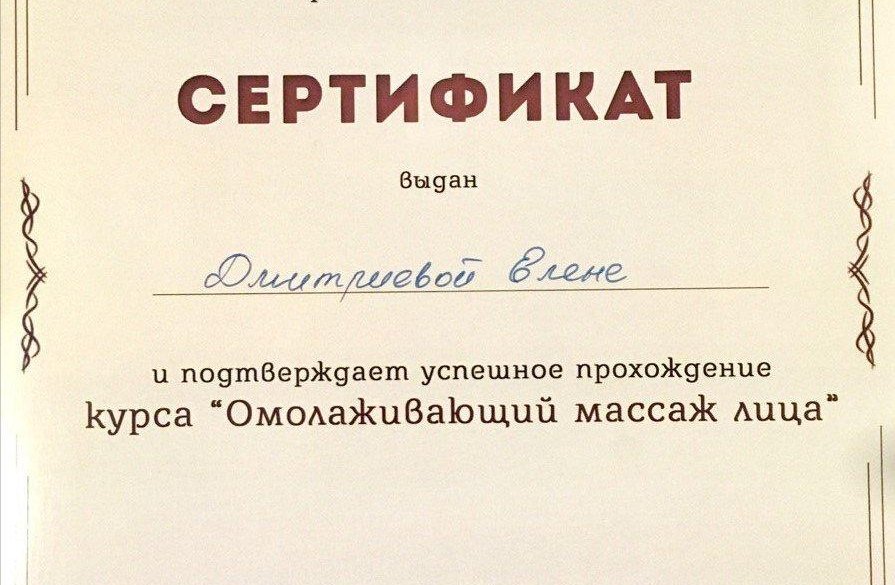 СЕРТИФИКАТ
выдан
Дмитриевой Елене
и подтверждает успешное прохождение
курса “Омолаживающий массаж лица”